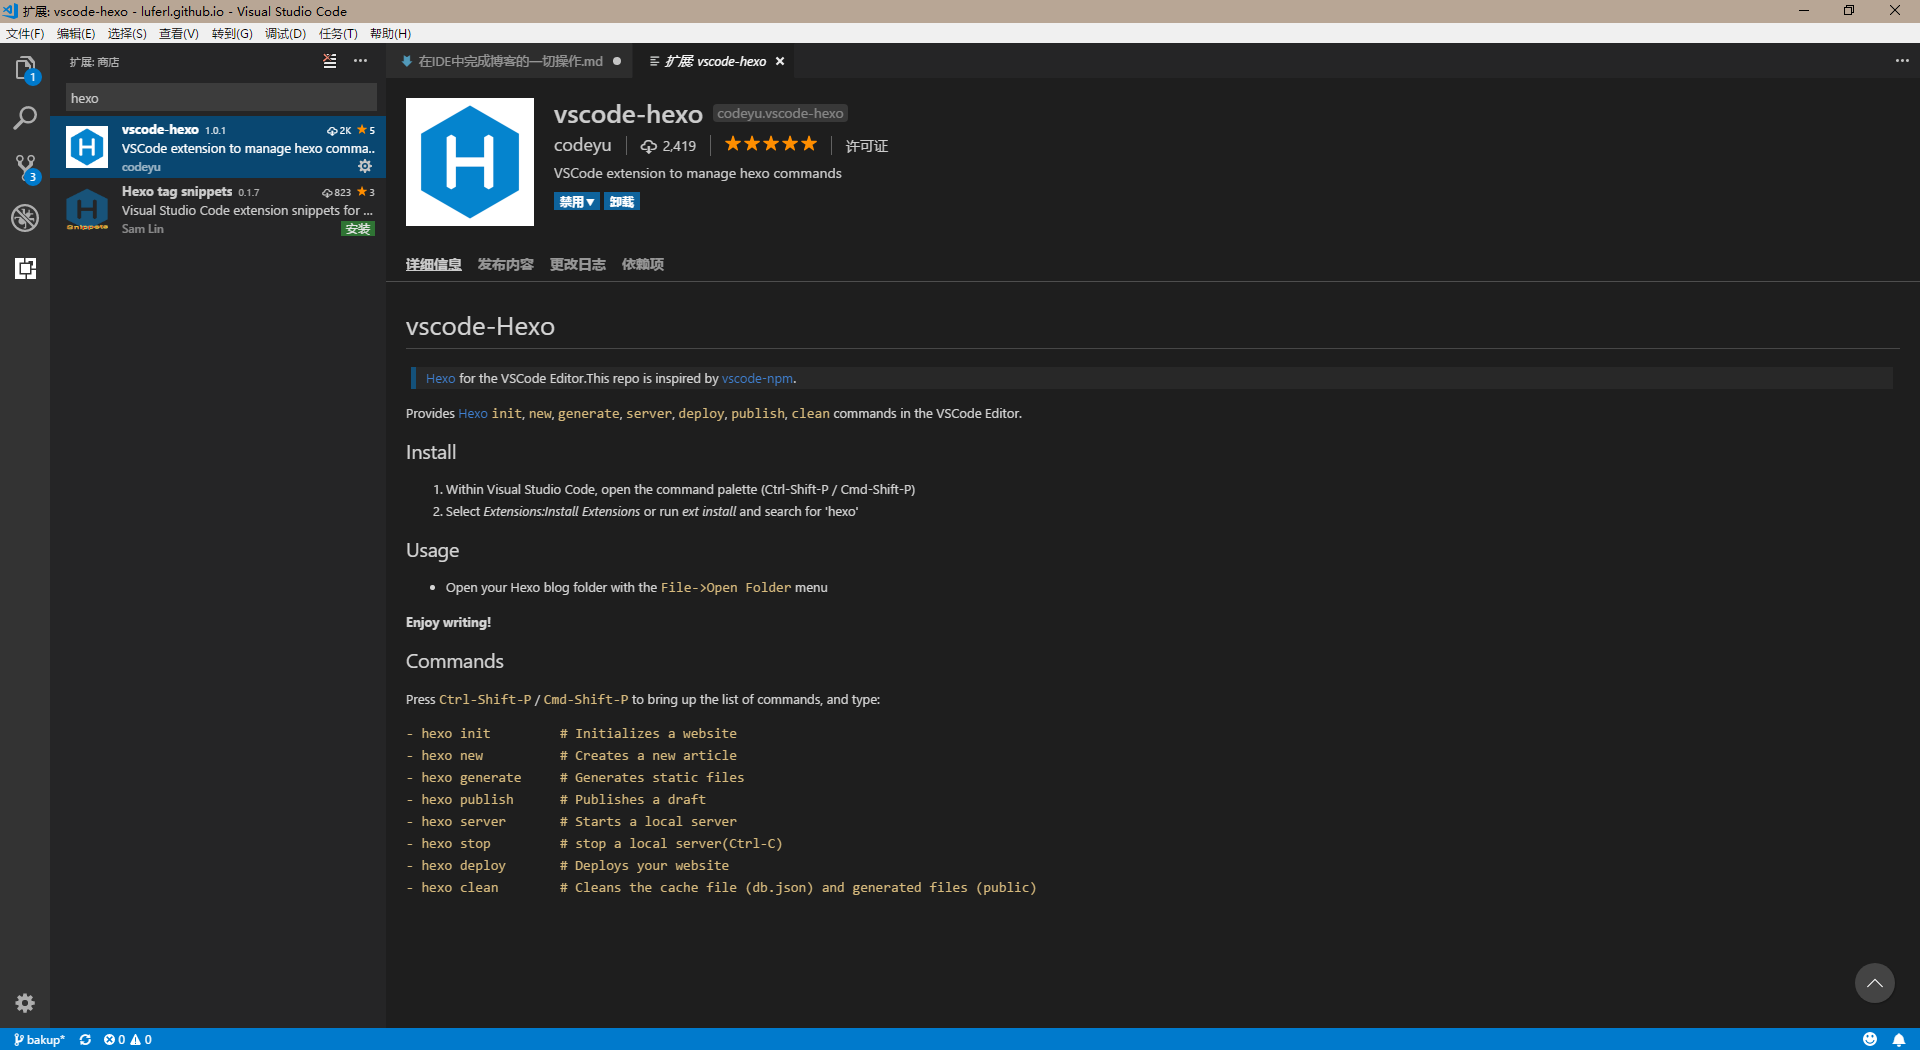 扩展: vscode-hexo - luferl.github.io - Visual Studio Code
文件(F) 编辑(E) 选择(S) 查看(V) 转到(G) 调试(D) 任务(T) 帮助(H)
1
3
扩展: 商店
hexo
vscode-hexo 1.0.1 2K 5
VSCode extension to manage hexo comma..
codeyu
Hexo tag snippets 0.1.7 823 3
Visual Studio Code extension snippets for ...
Sam Lin 安装
H
H
Snippets
在IDE中完成博客的一切操作.md 扩展: vscode-hexo
H
vscode-hexo codeyu.vscode-hexo
codeyu 2,419 许可证
VSCode extension to manage hexo commands
禁用▼ 卸载
详细信息 发布内容 更改日志 依赖项
vscode-Hexo
Hexo for the VSCode Editor.This repo is inspired by vscode-npm.
Provides Hexo init, new, generate, server, deploy, publish, clean commands in the VSCode Editor.
Install
1. Within Visual Studio Code, open the command palette (Ctrl-Shift-P / Cmd-Shift-P)
2. Select Extensions:Install Extensions or run ext install and search for 'hexo'
Usage
• Open your Hexo blog folder with the File->Open Folder menu
Enjoy writing!
Commands
Press Ctrl-Shift-P / Cmd-Shift-P to bring up the list of commands, and type:
- hexo init # Initializes a website
- hexo new # Creates a new article
- hexo generate # Generates static files
- hexo publish # Publishes a draft
- hexo server # Starts a local server
- hexo stop # stop a local server(Ctrl-C)
- hexo deploy # Deploys your website
- hexo clean # Cleans the cache file (db.json) and generated files (public)
bakup* 0 0